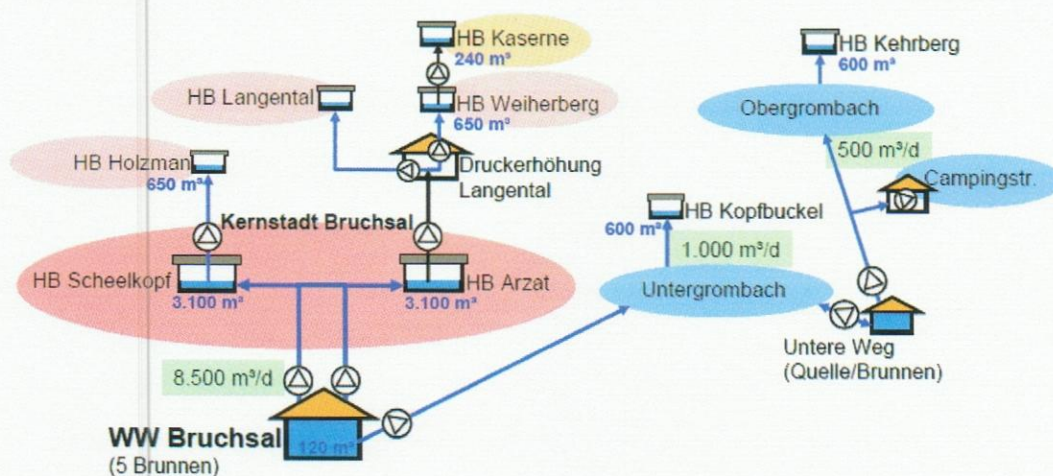 HB Kaserne
240 m³
HB Kehrberg
600 m³
HB Langental
HB Weiherberg
650 m³
Obergrombach
HB Holzman
650 m³
Druckerhöhung
Langental
500 m³/d
Campingstr.
Kernstadt Bruchsal
HB Kopfbuckel
600 m³
1.000 m³/d
HB Scheelkopf
3.100 m³
HB Arzat
3.100 m³
Untergrombach
Untere Weg
(Quelle/Brunnen)
8.500 m³/d
WW Bruchsal
120 m³
(5 Brunnen)